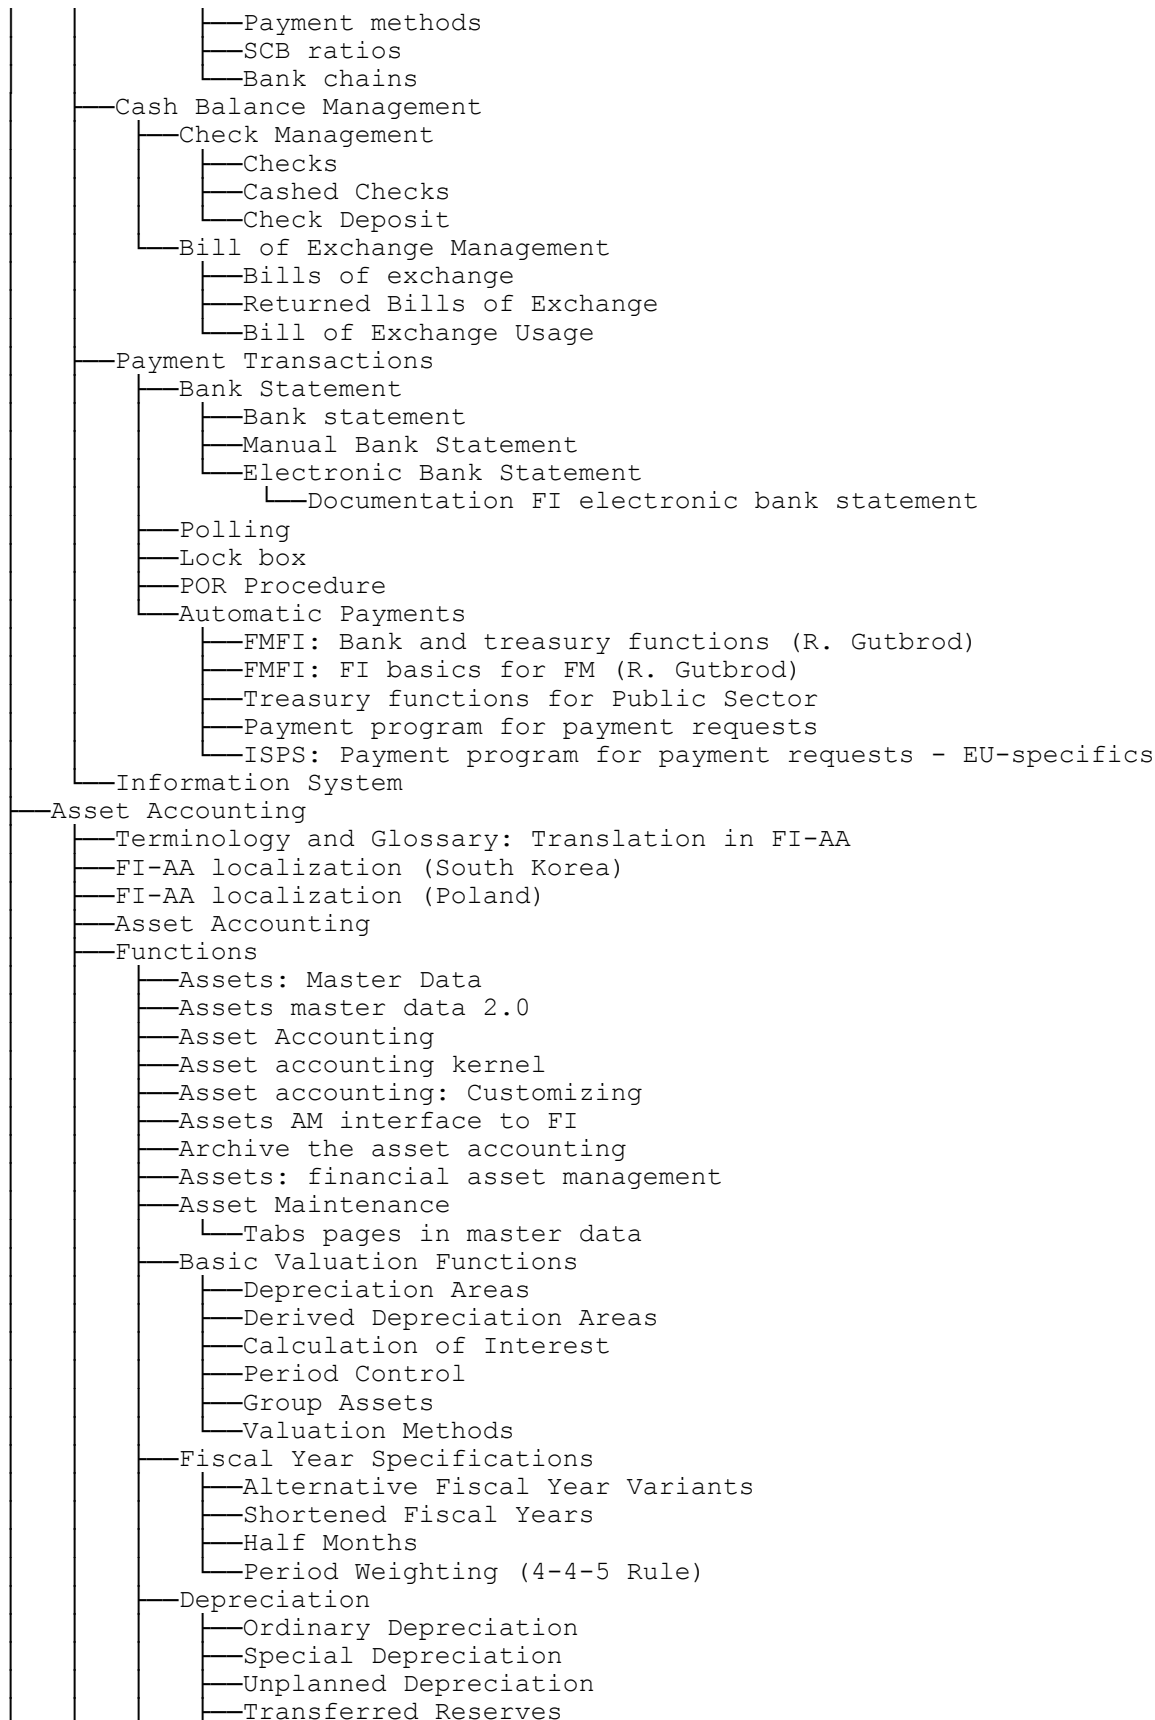 Payment methods
SCB ratios
Bank chains
Cash Balance Management
Check Management
Checks
Cashed Checks
Check Deposit
Bill of Exchange Management
Bills of exchange
Returned Bills of Exchange
Bill of Exchange Usage
Payment Transactions
Bank Statement
Bank statement
Manual Bank Statement
Electronic Bank Statement
Documentation FI electronic bank statement
Polling
Lock box
POR Procedure
Automatic Payments
FMFI: Bank and treasury functions (R. Gutbrod)
FMFI: FI basics for FM (R. Gutbrod)
Treasury functions for Public Sector
Payment program for payment requests
ISPS: Payment program for payment requests - EU-specifics
Information System
Asset Accounting
Terminology and Glossary: Translation in FI-AA
FI-AA localization (South Korea)
FI-AA localization (Poland)
Asset Accounting
Functions
Assets: Master Data
Assets master data 2.0
Asset Accounting
Asset accounting kernel
Asset accounting: Customizing
Assets AM interface to FI
Archive the asset accounting
Assets: financial asset management
Asset Maintenance
Tabs pages in master data
Basic Valuation Functions
Depreciation Areas
Derived Depreciation Areas
Calculation of Interest
Period Control
Group Assets
Valuation Methods
Fiscal Year Specifications
Alternative Fiscal Year Variants
Shortened Fiscal Years
Half Months
Period Weighting (4-4-5 Rule)
Depreciation
Ordinary Depreciation
Special Depreciation
Unplanned Depreciation
Transferred Reserves